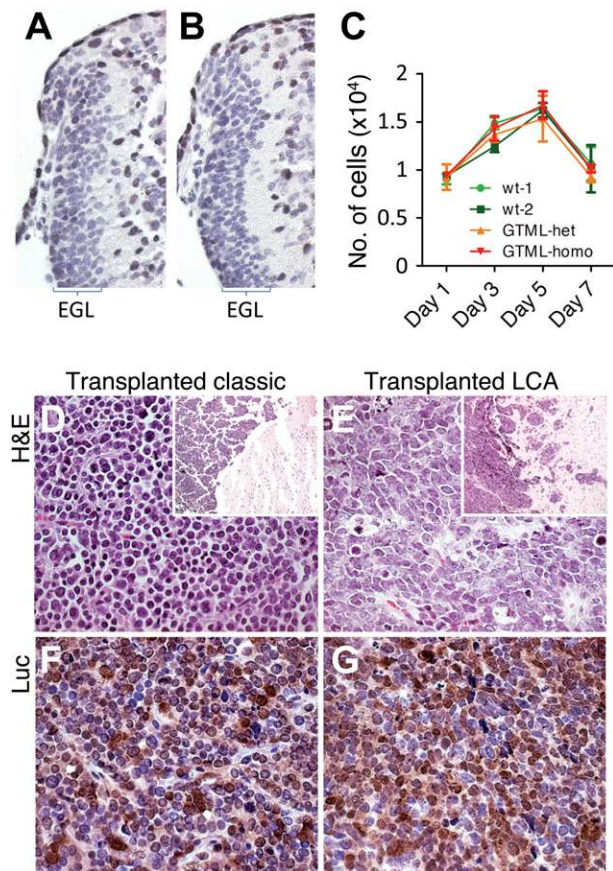 A
B
EGL
EGL
C
No. of cells (x10⁴)
2
1.5
1
0.5
0
wt-1
wt-2
GTML-het
GTML-homo
Day 1
Day 3
Day 5
Day 7
Transplanted classic
Transplanted LCA
H&E
D
E
Luc
F
G